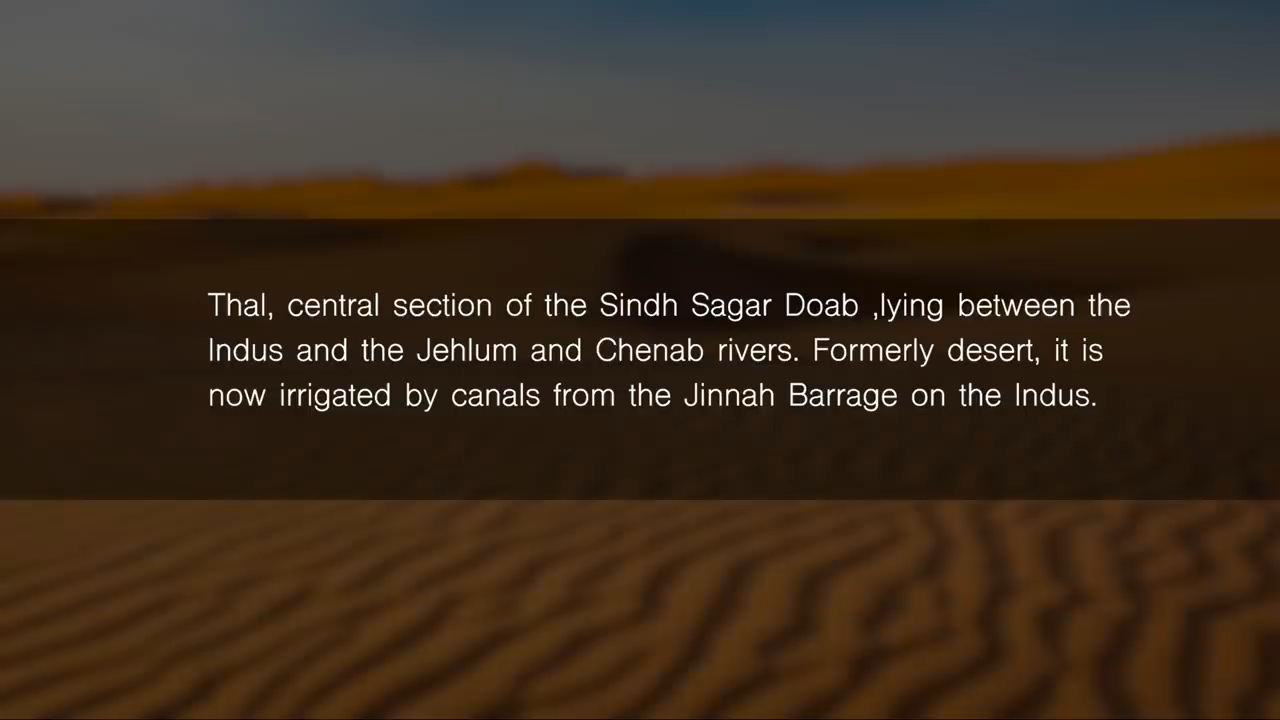 Thal, central section of the Sindh Sagar Doab ,lying between the
Indus and the Jehlum and Chenab rivers. Formerly desert, it is
now irrigated by canals from the Jinnah Barrage on the Indus.